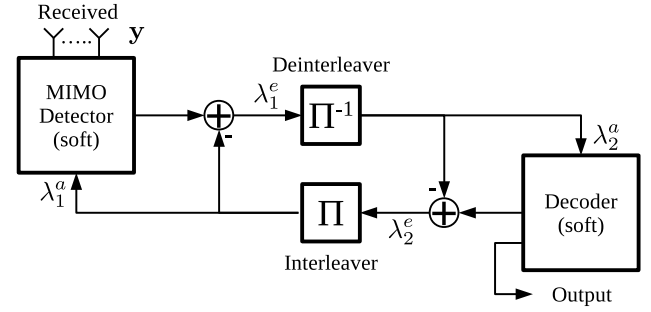 Received
..... y
Deinterleaver
MIMO
Detector
(soft)
+
-
λ₁ᵉ
Π⁻¹
λ₂ᵃ
λ₁ᵃ
Π
λ₂ᵉ
-
+
Decoder
(soft)
Interleaver
Output